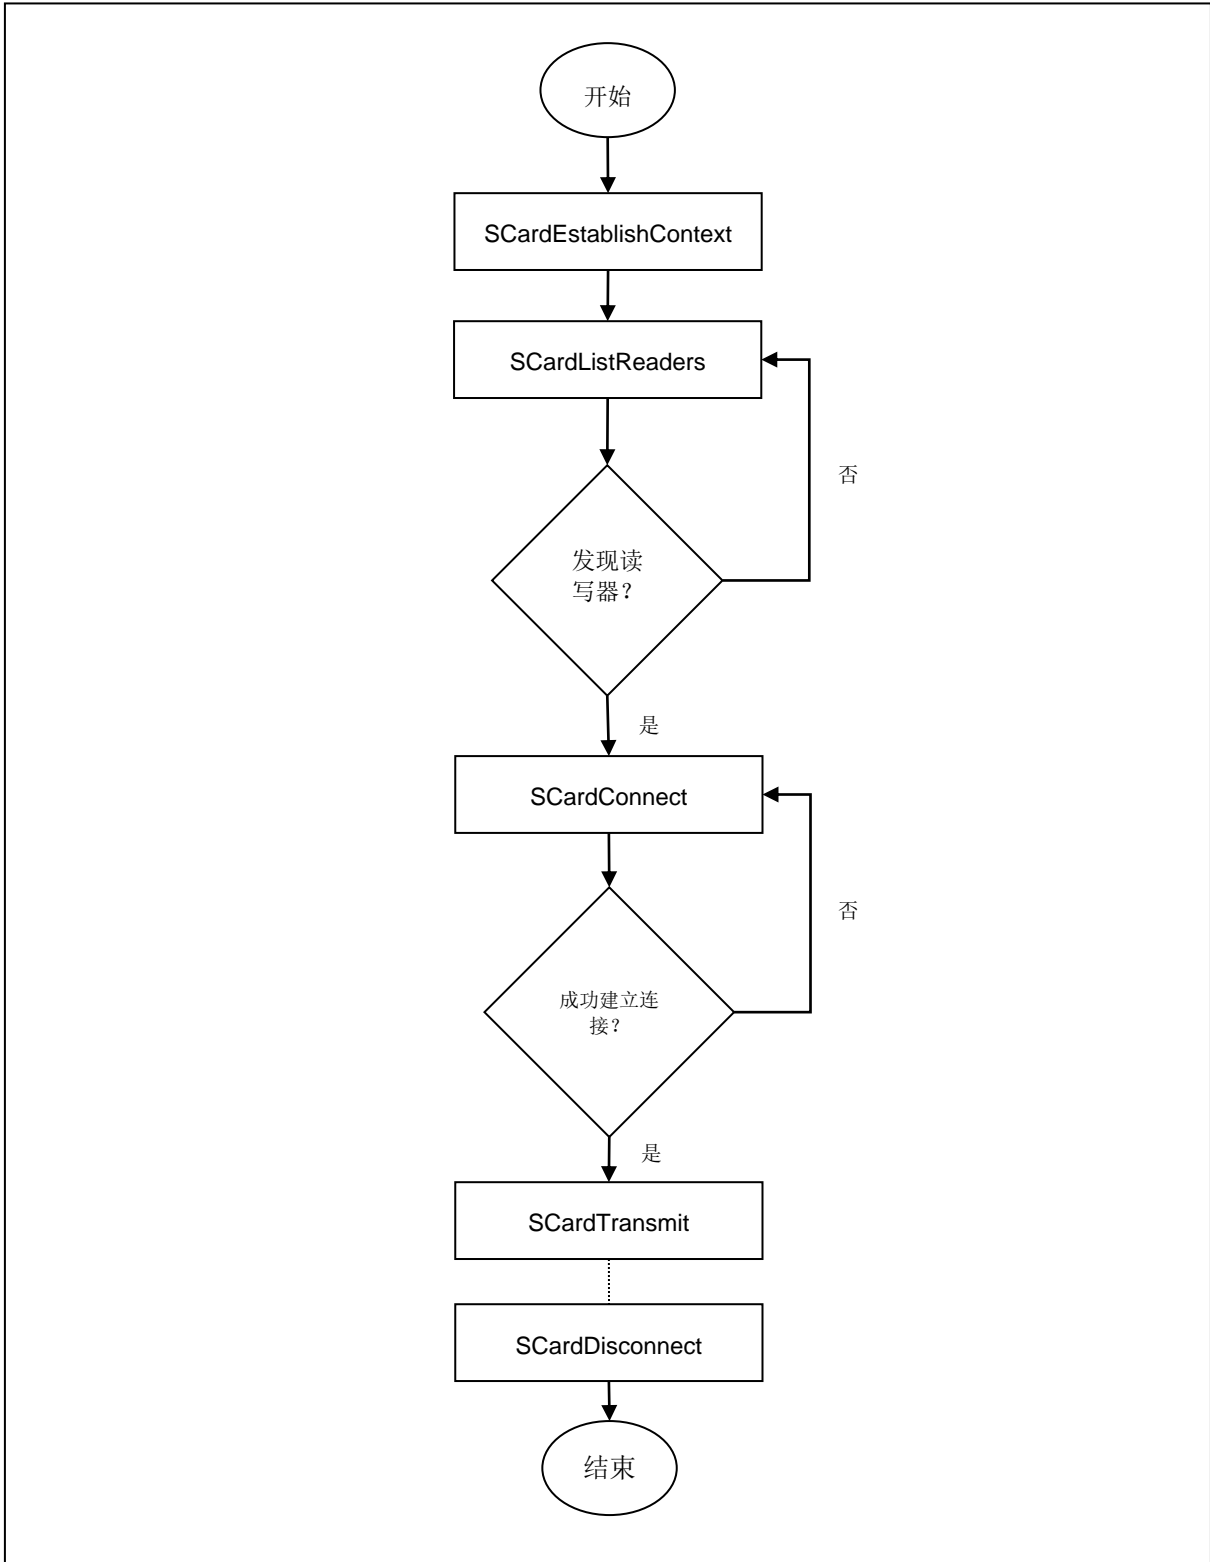 开始
SCardEstablishContext
SCardListReaders
否
发现读
写器？
是
SCardConnect
否
成功建立连
接？
是
SCardTransmit
SCardDisconnect
结束